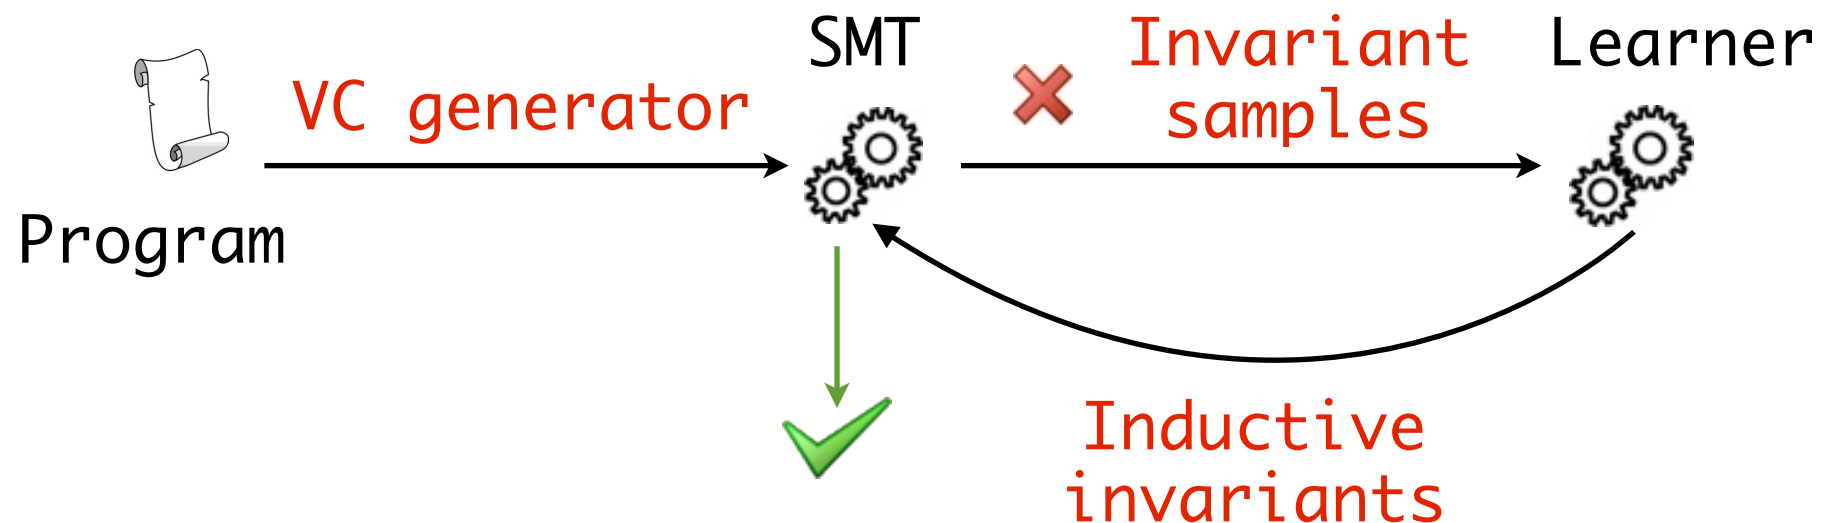 SMT
Invariant
samples
Learner
VC generator
Program
Inductive
invariants